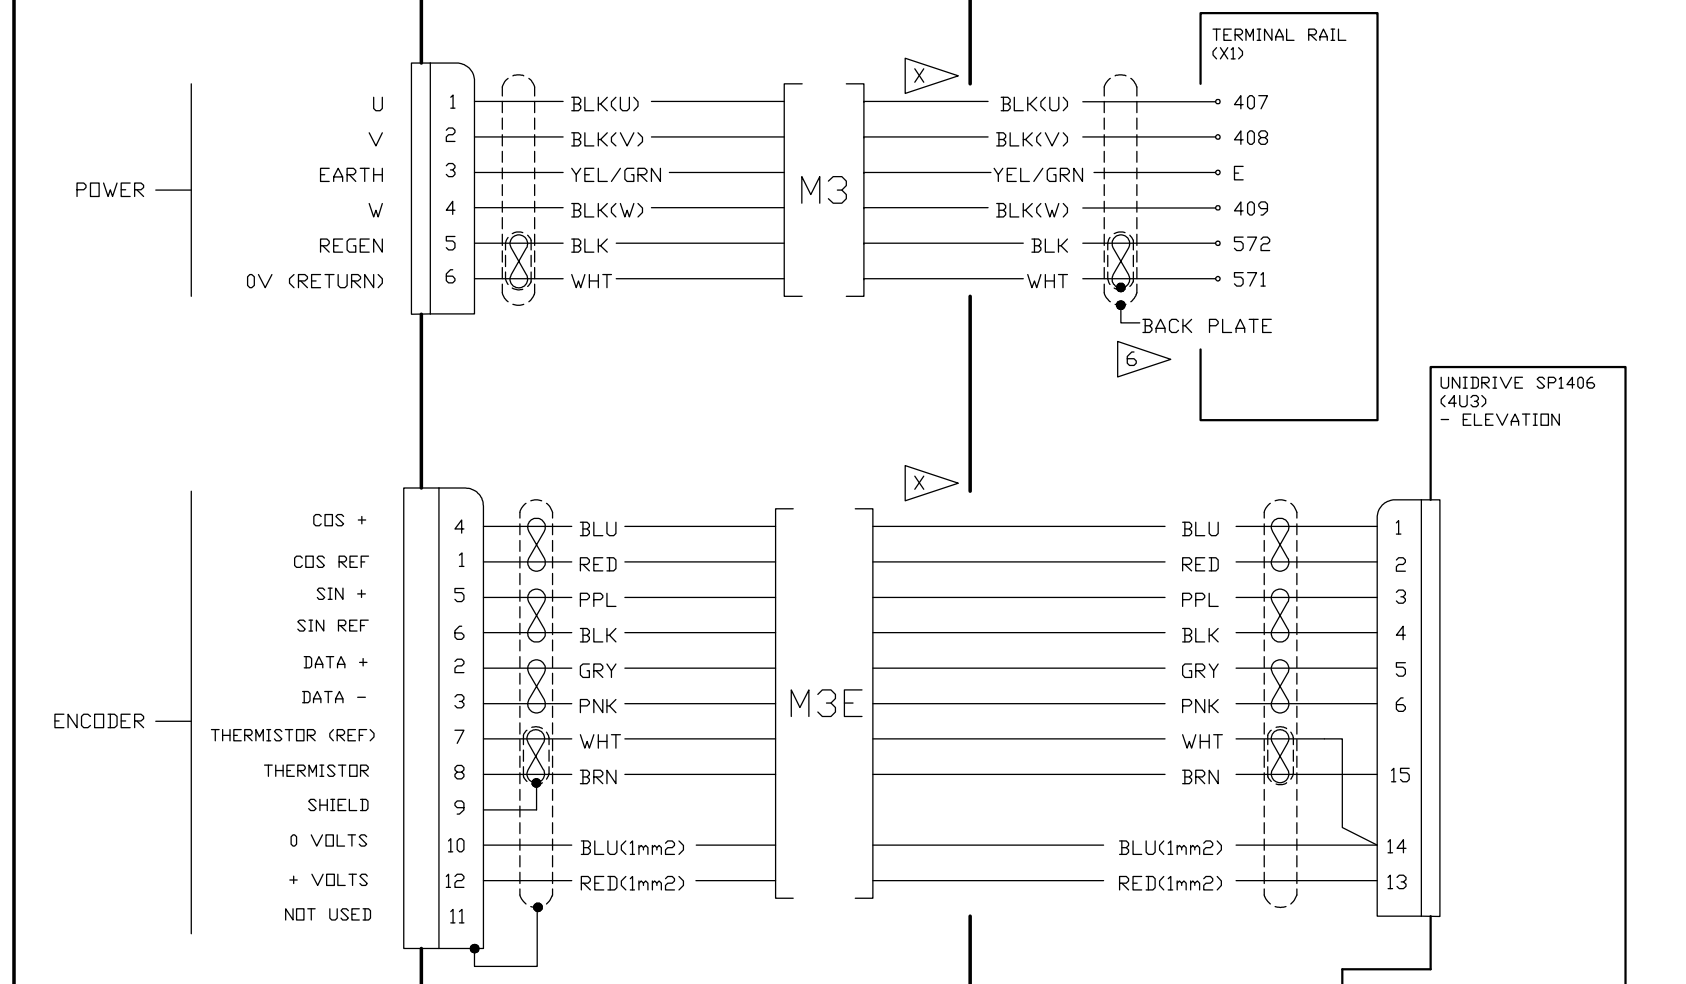 TERMINAL RAIL
(X1)
X
U 1 BLK(U) BLK(U) 407
V 2 BLK(V) BLK(V) 408
EARTH 3 YEL/GRN YEL/GRN E
POWER
M3
W 4 BLK(W) BLK(W) 409
REGEN 5 BLK BLK 572
0V (RETURN) 6 WHT WHT 571
BACK PLATE
6
UNIDRIVE SP1406
(4U3)
- ELEVATION
X
COS + 4 BLU BLU 1
COS REF 1 RED RED 2
SIN + 5 PPL PPL 3
SIN REF 6 BLK BLK 4
DATA + 2 GRY GRY 5
DATA - 3 PNK PNK 6
M3E
ENCODER
THERMISTOR (REF) 7 WHT WHT
THERMISTOR 8 BRN BRN 15
SHIELD 9
0 VOLTS 10 BLU(1mm2) BLU(1mm2) 14
+ VOLTS 12 RED(1mm2) RED(1mm2) 13
NOT USED 11